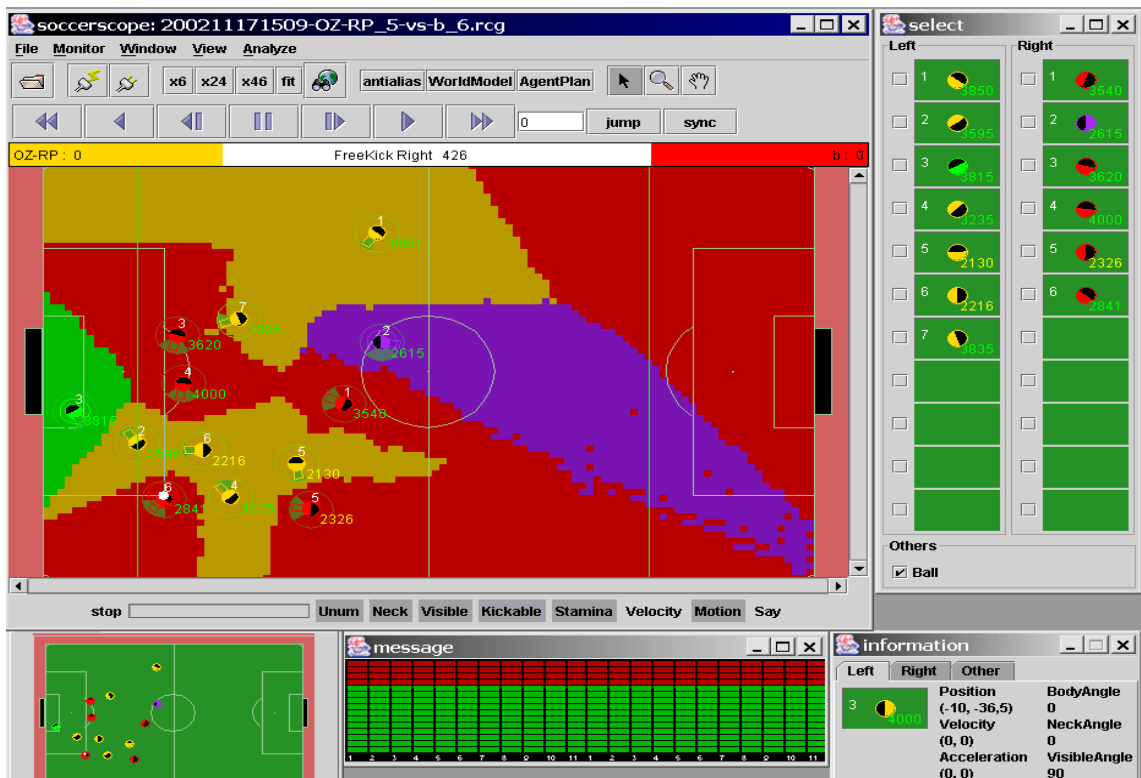 soccerscope: 200211171509-OZ-RP_5-vs-b_6.rcg
File Monitor Window View Analyze
x6 x24 x46 fit antialias WorldModel AgentPlan
0 jump sync
OZ-RP : 0 FreeKick Right 426 b : 0
1
7
3
3620
2
2615
4
4000
1
3540
3
2
6
2216
5
2130
6
2841
4
5
2326
stop Unum Neck Visible Kickable Stamina Velocity Motion Say
select
Left Right
1 3850 1 3540
2 3595 2 2615
3 3815 3 3620
4 3235 4 4000
5 2130 5 2326
6 2216 6 2841
7 3835
Others
Ball
message
1 2 3 4 5 6 7 8 9 10 11 1 2 3 4 5 6 7 8 9 10 11
information
Left Right Other
3 4000
Position BodyAngle
(-10, -36,5) 0
Velocity NeckAngle
(0, 0) 0
Acceleration VisibleAngle
(0, 0) 90